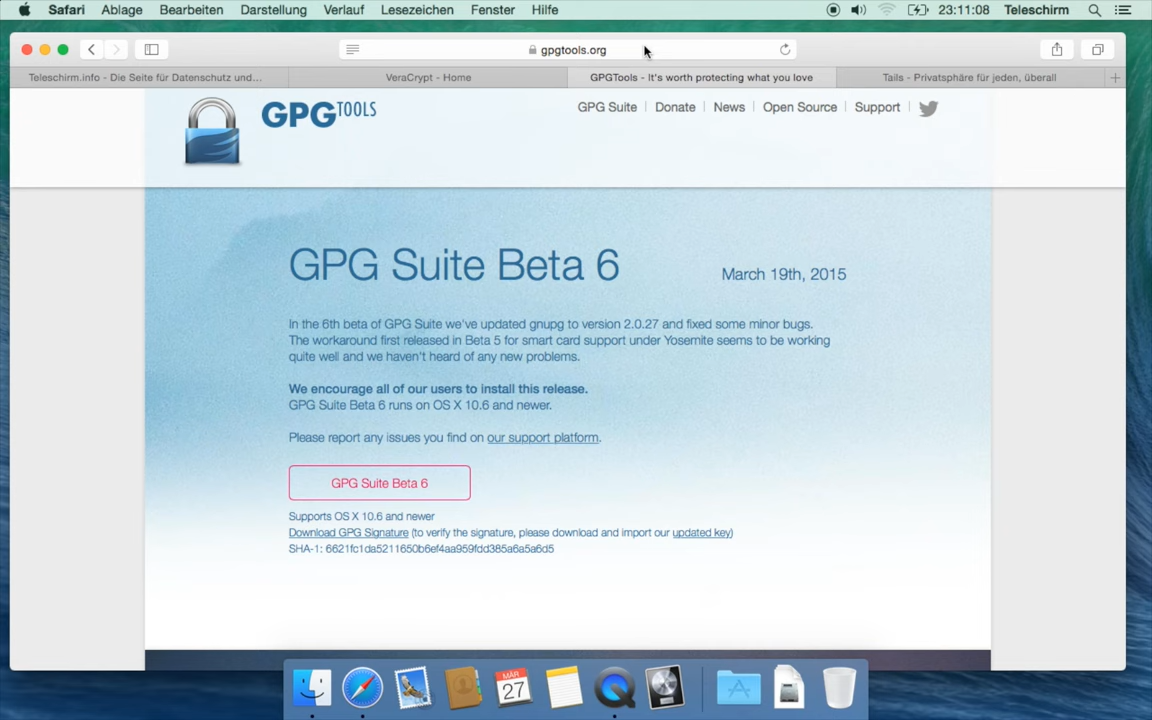 Safari Ablage Bearbeiten Darstellung Verlauf Lesezeichen Fenster Hilfe 23:11:08 Teleschirm
gpgtools.org
Teleschirm.info - Die Seite für Datenschutz und... VeraCrypt - Home GPGTools - It's worth protecting what you love Tails - Privatsphäre für jeden, überall
GPGTOOLS GPG Suite Donate News Open Source Support
GPG Suite Beta 6 March 19th, 2015
In the 6th beta of GPG Suite we've updated gnupg to version 2.0.27 and fixed some minor bugs.
The workaround first released in Beta 5 for smart card support under Yosemite seems to be working
quite well and we haven't heard of any new problems.
We encourage all of our users to install this release.
GPG Suite Beta 6 runs on OS X 10.6 and newer.
Please report any issues you find on our support platform.
GPG Suite Beta 6
Supports OS X 10.6 and newer
Download GPG Signature (to verify the signature, please download and import our updated key)
SHA-1: 6621fc1da5211650b6ef4aa959fdd385a6a5a6d5
MÄR
27